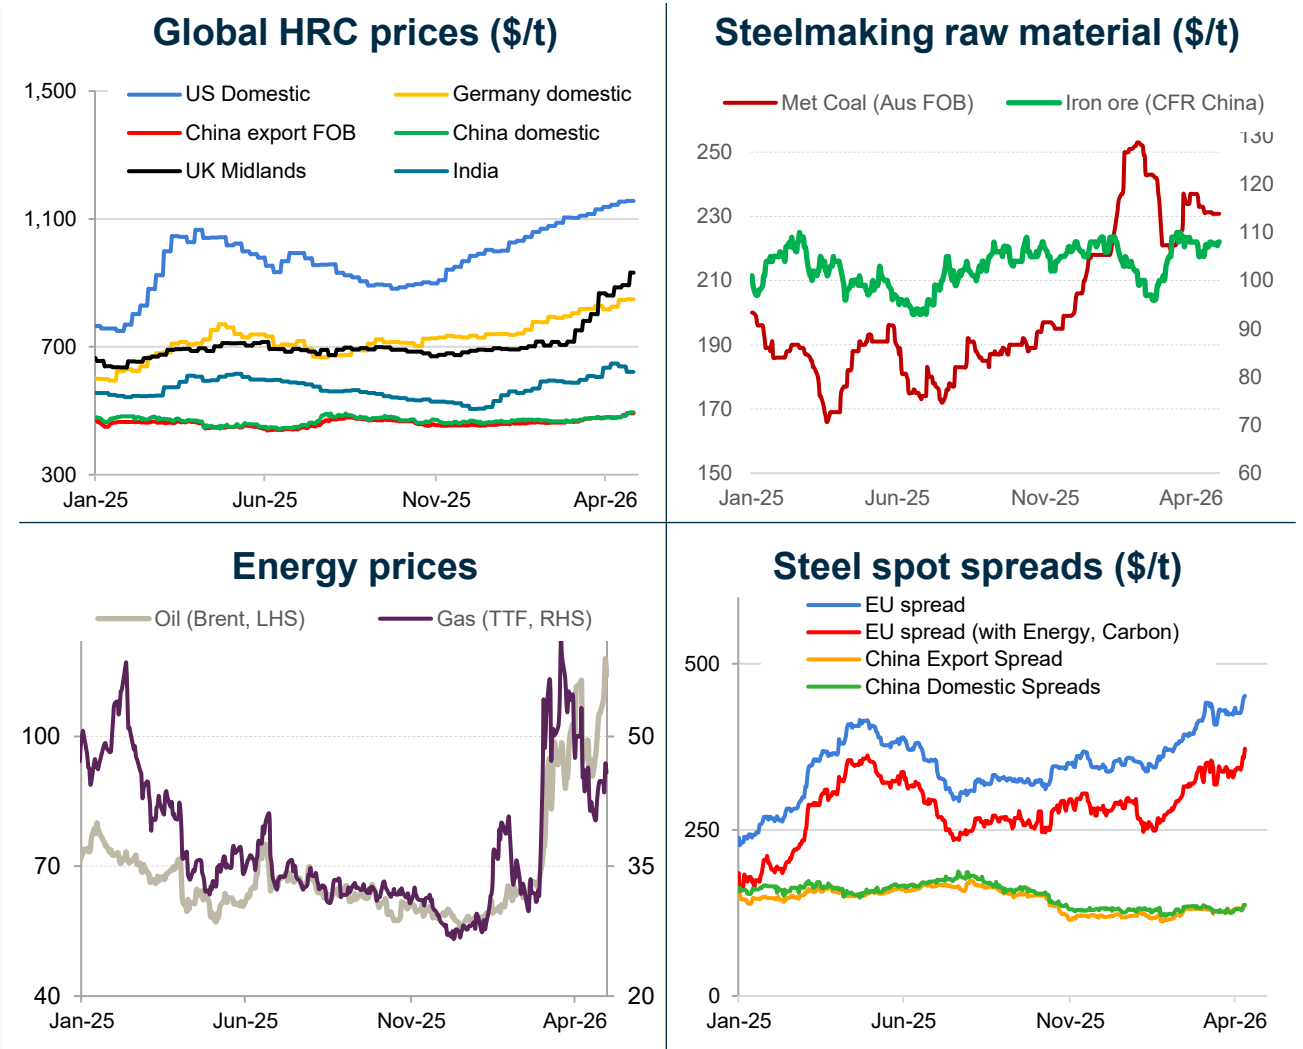 Global HRC prices ($/t)
1,500
US Domestic
Germany domestic
China export FOB
China domestic
UK Midlands
India
1,100
700
300
Jan-25
Jun-25
Nov-25
Apr-26
Steelmaking raw material ($/t)
Met Coal (Aus FOB)
Iron ore (CFR China)
250
230
210
190
170
150
130
120
110
100
90
80
70
60
Jan-25
Jun-25
Nov-25
Apr-26
Energy prices
Oil (Brent, LHS)
Gas (TTF, RHS)
100
70
40
50
35
20
Jan-25
Jun-25
Nov-25
Apr-26
Steel spot spreads ($/t)
EU spread
EU spread (with Energy, Carbon)
China Export Spread
China Domestic Spreads
500
250
0
Jan-25
Jun-25
Nov-25
Apr-26